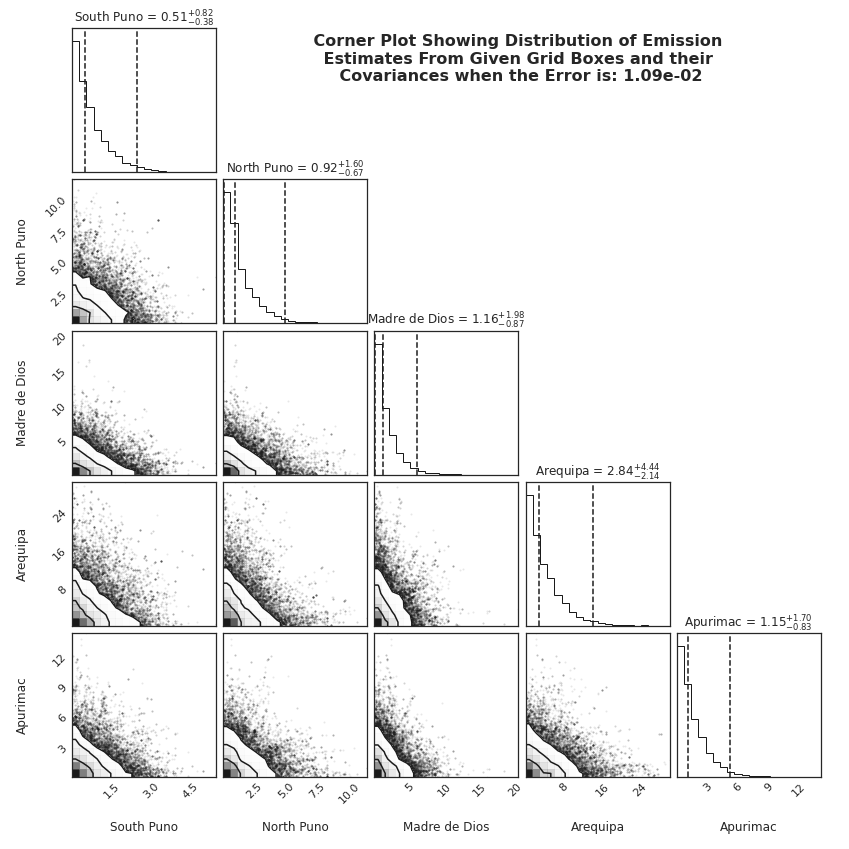 South Puno = 0.51+0.82 −0.38
Corner Plot Showing Distribution of Emission
Estimates From Given Grid Boxes and their
Covariances when the Error is: 1.09e-02
North Puno = 0.92+1.60 −0.67
North Puno
10.0
7.5
5.0
2.5
Madre de Dios = 1.16+1.98 −0.87
Madre de Dios
20
15
10
5
Arequipa = 2.84+4.44 −2.14
Arequipa
24
16
8
Apurimac = 1.15+1.70 −0.83
Apurimac
12
9
6
3
1.5 3.0 4.5 2.5 5.0 7.5 10.0 5 10 15 20 8 16 24 3 6 9 12
South Puno North Puno Madre de Dios Arequipa Apurimac